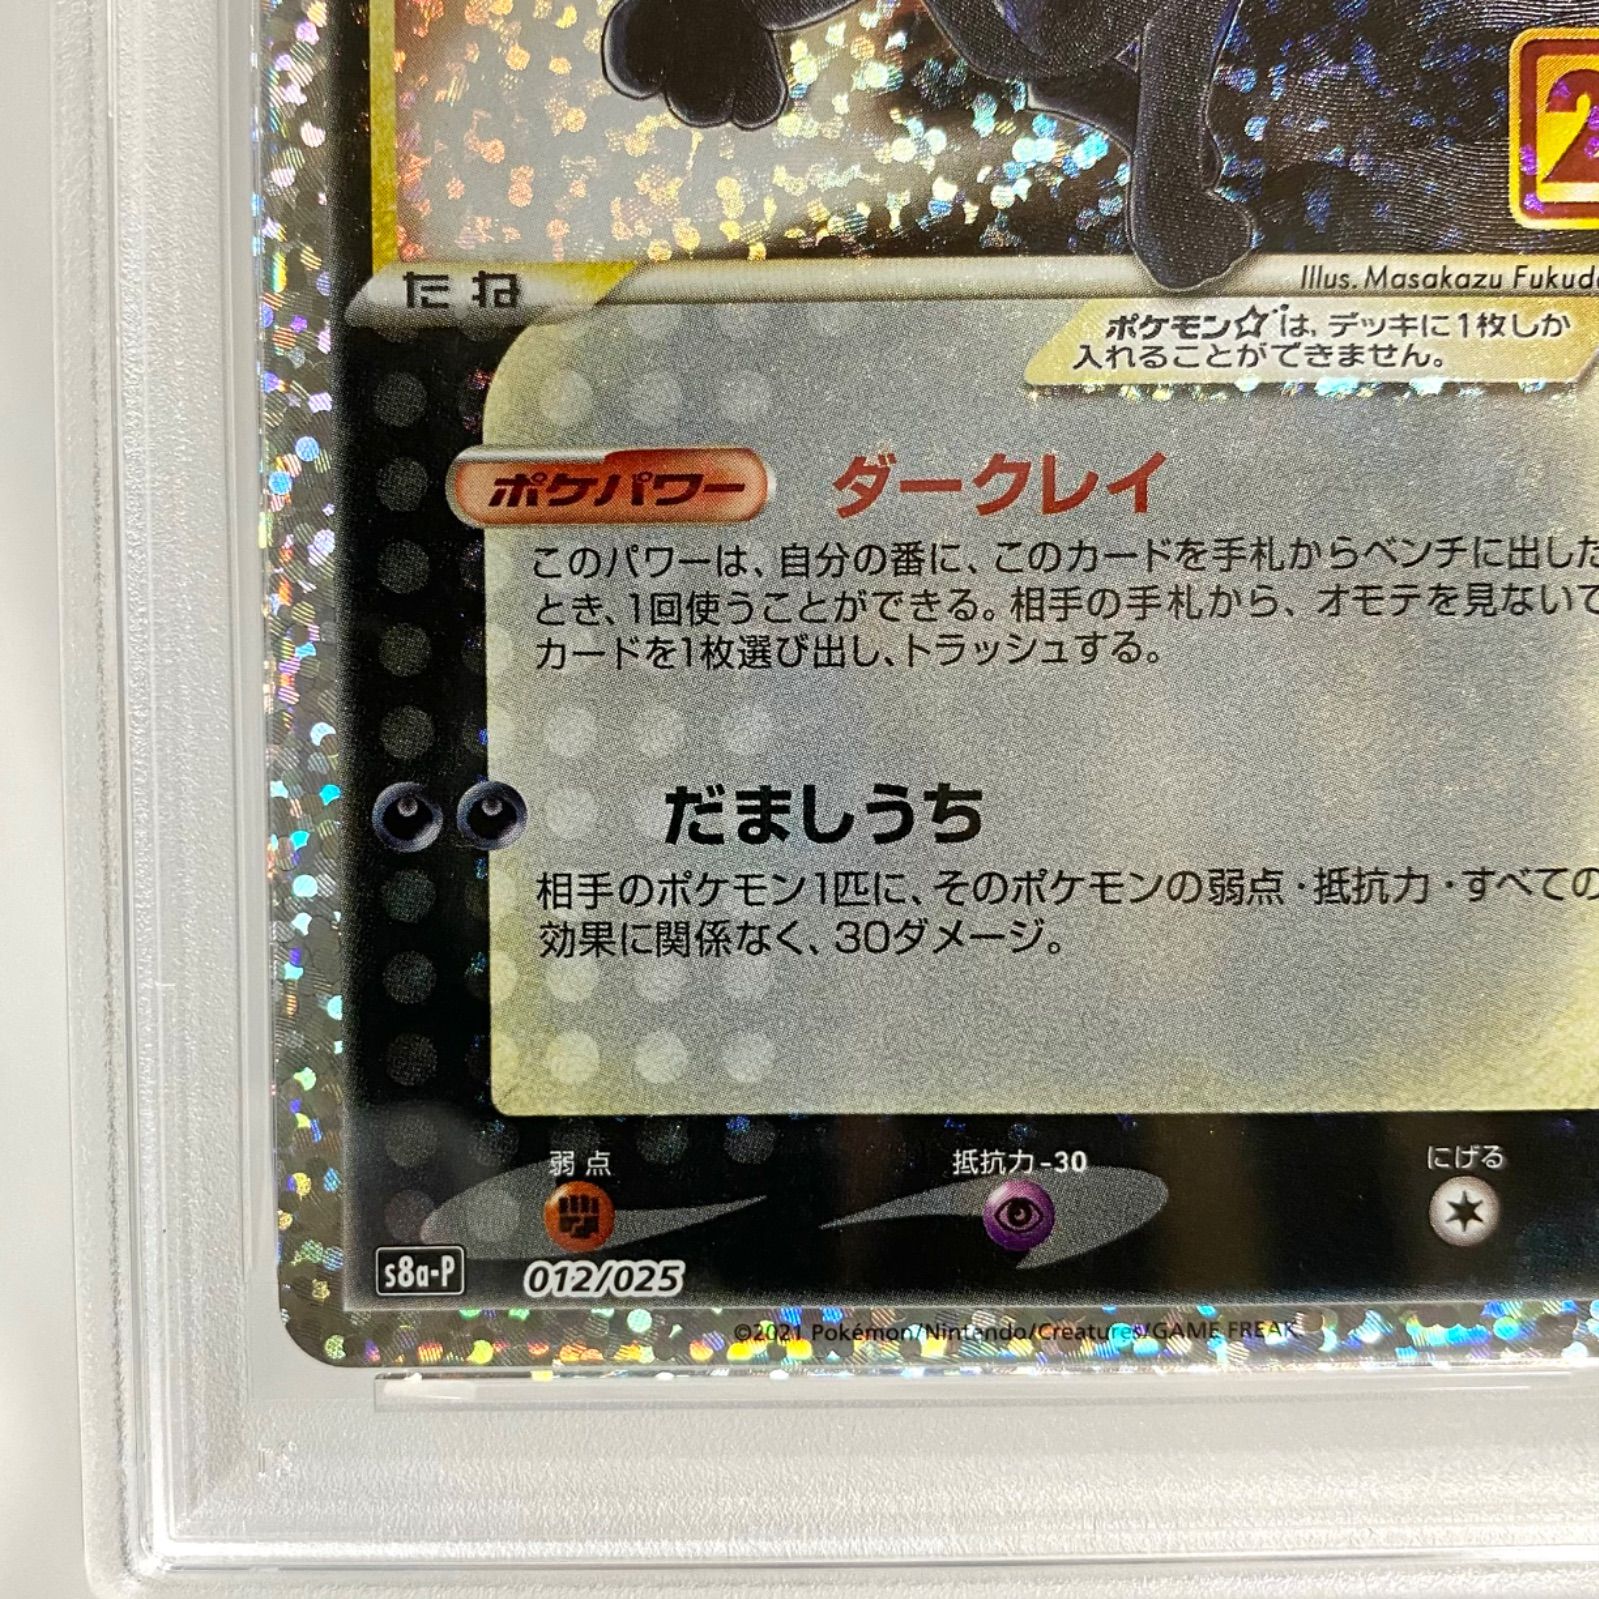 2
たね
Illus. Masakazu Fukuda
ポケモン☆は、デッキに1枚しか
入れることができません。
ポケパワー ダークレイ
このパワーは、自分の番に、このカードを手札からベンチに出した
とき、1回使うことができる。相手の手札から、オモテを見ないで
カードを1枚選び出し、トラッシュする。
だましうち
相手のポケモン1匹に、そのポケモンの弱点・抵抗力・すべての
効果に関係なく、30ダメージ。
弱点 抵抗力-30 にげる
s8a-P 012/025
©2021 Pokémon/Nintendo/Creatures/GAME FREAK